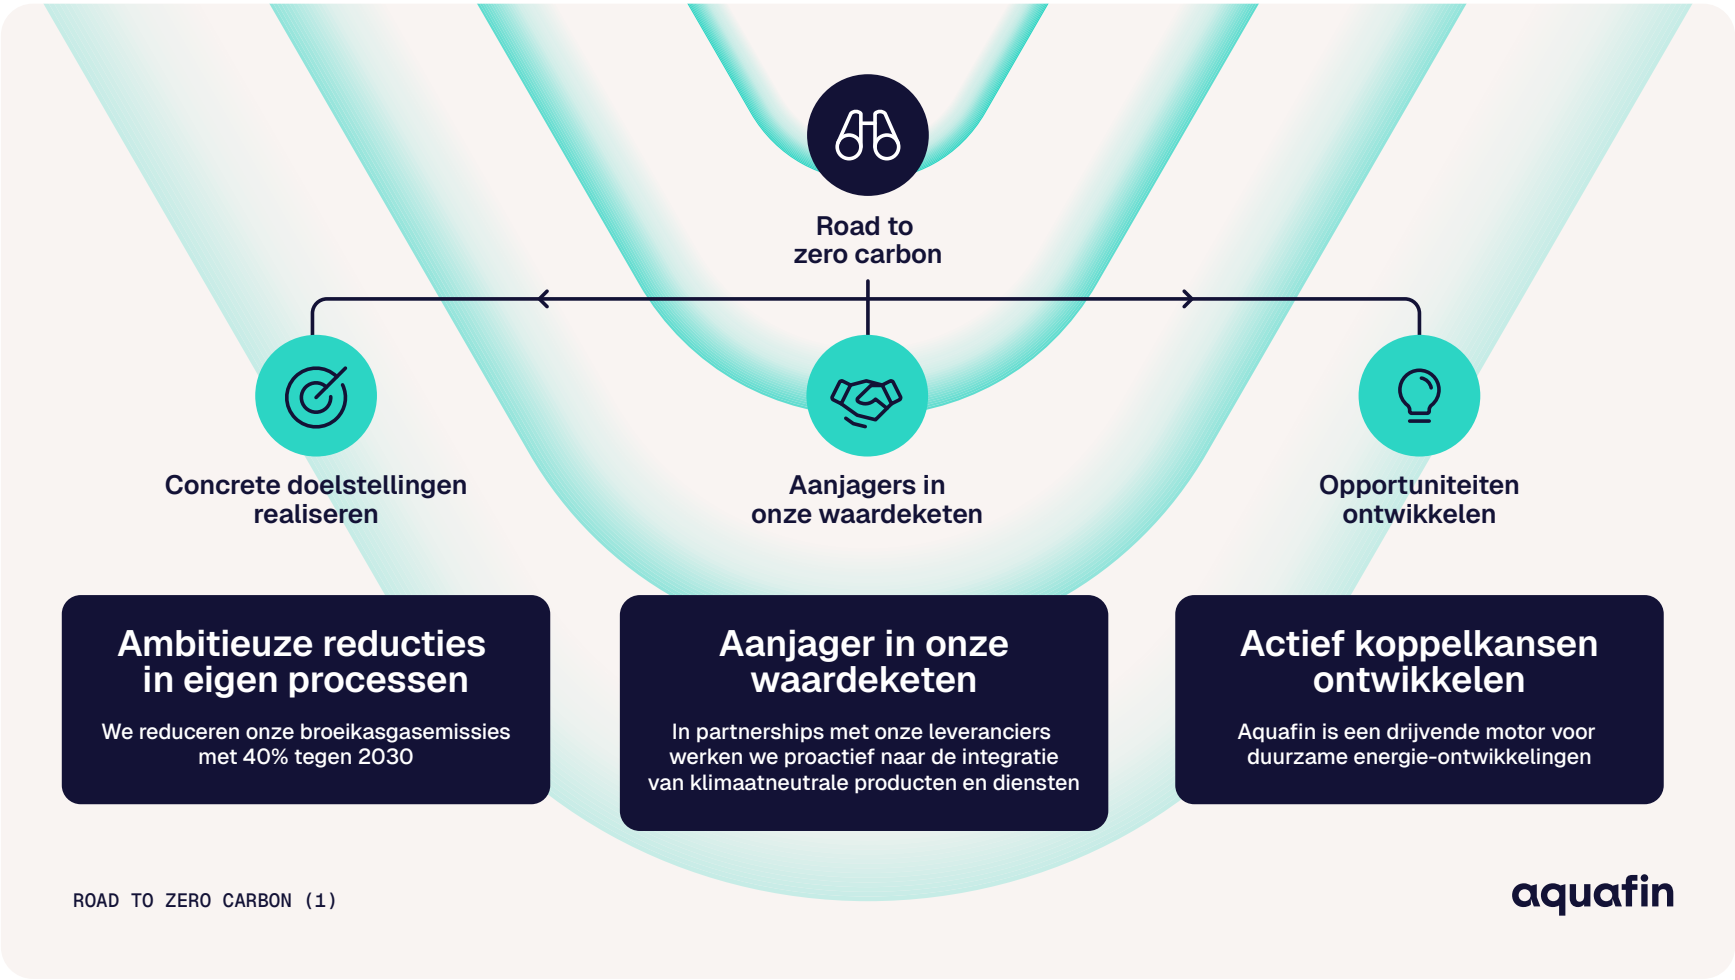 Road to
zero carbon
Concrete doelstellingen
realiseren
Aanjagers in
onze waardeketen
Opportuniteiten
ontwikkelen
Ambitieuze reducties
in eigen processen
We reduceren onze broeikasgasemissies
met 40% tegen 2030
Aanjager in onze
waardeketen
In partnerships met onze leveranciers
werken we proactief naar de integratie
van klimaatneutrale producten en diensten
Actief koppelkansen
ontwikkelen
Aquafin is een drijvende motor voor
duurzame energie-ontwikkelingen
ROAD TO ZERO CARBON (1)
aquafin